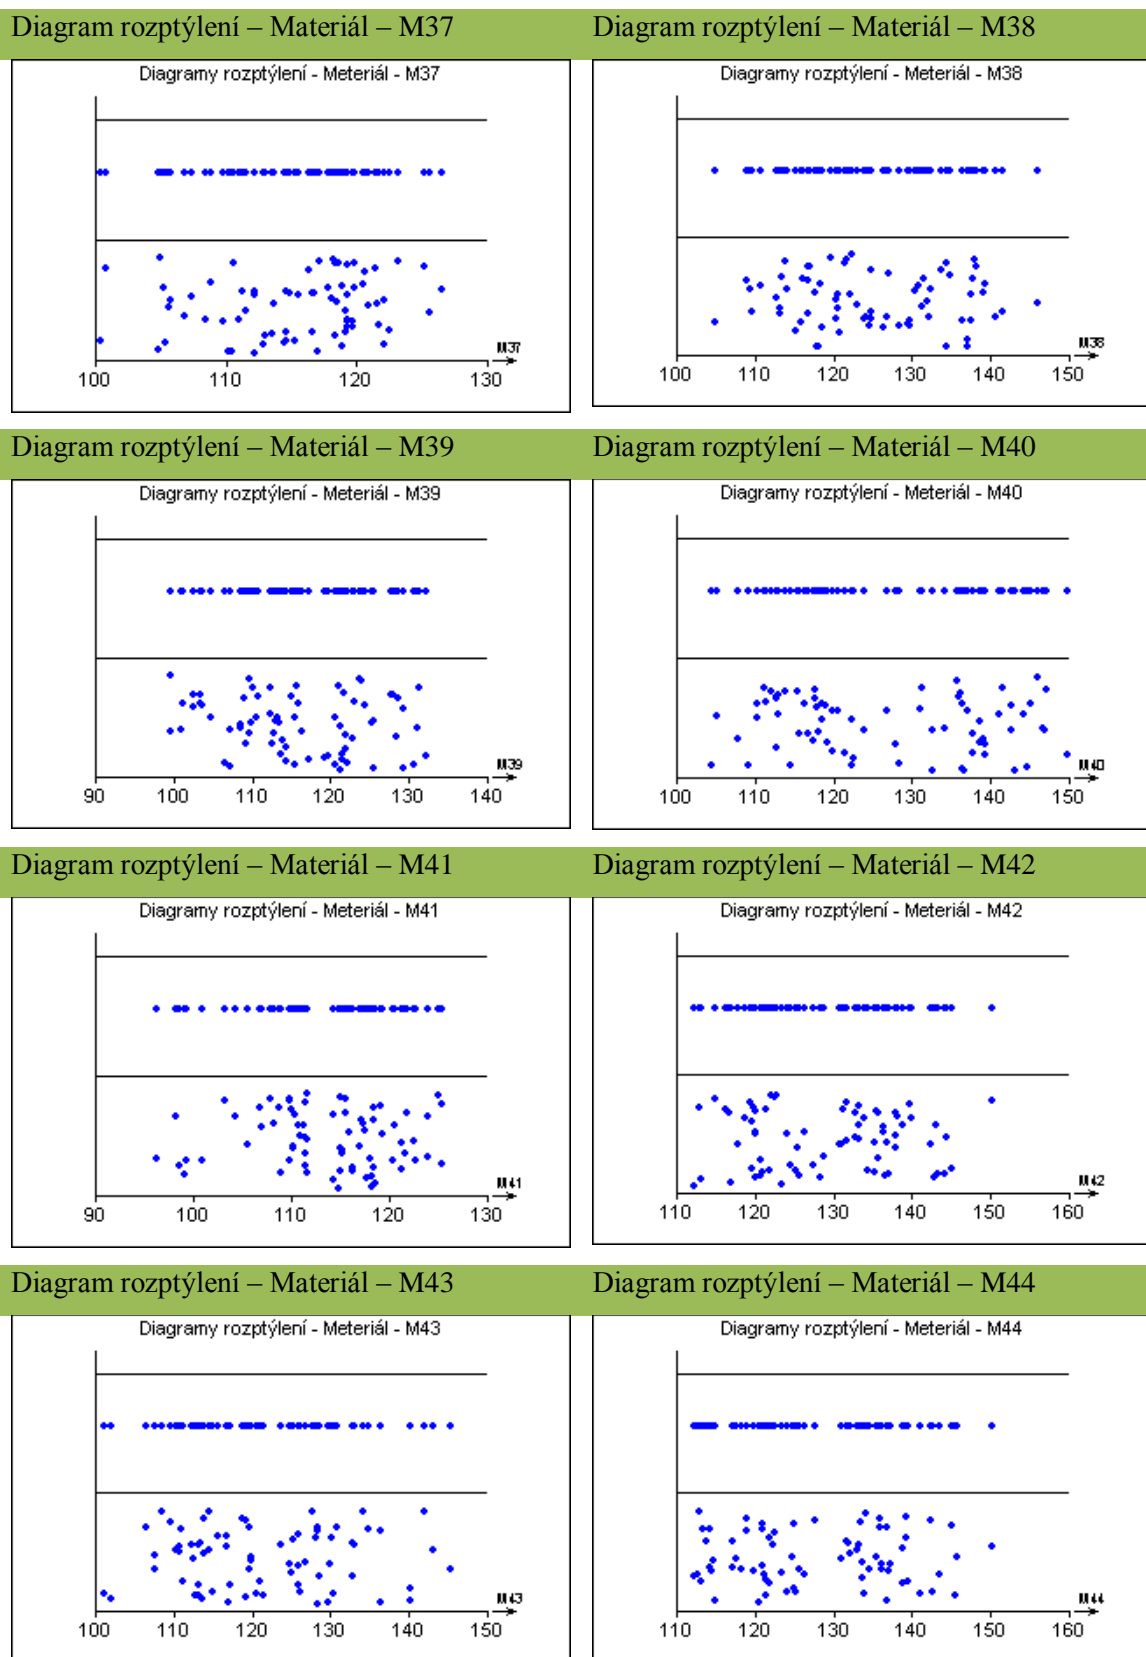 Diagram rozptýlení – Materiál – M37
Diagram rozptýlení – Materiál – M38
Diagramy rozptýlení - Meteriál - M37
M37
100 110 120 130
Diagramy rozptýlení - Meteriál - M38
M38
100 110 120 130 140 150
Diagram rozptýlení – Materiál – M39
Diagram rozptýlení – Materiál – M40
Diagramy rozptýlení - Meteriál - M39
M39
90 100 110 120 130 140
Diagramy rozptýlení - Meteriál - M40
M40
100 110 120 130 140 150
Diagram rozptýlení – Materiál – M41
Diagram rozptýlení – Materiál – M42
Diagramy rozptýlení - Meteriál - M41
M41
90 100 110 120 130
Diagramy rozptýlení - Meteriál - M42
M42
110 120 130 140 150 160
Diagram rozptýlení – Materiál – M43
Diagram rozptýlení – Materiál – M44
Diagramy rozptýlení - Meteriál - M43
M43
100 110 120 130 140 150
Diagramy rozptýlení - Meteriál - M44
M44
110 120 130 140 150 160